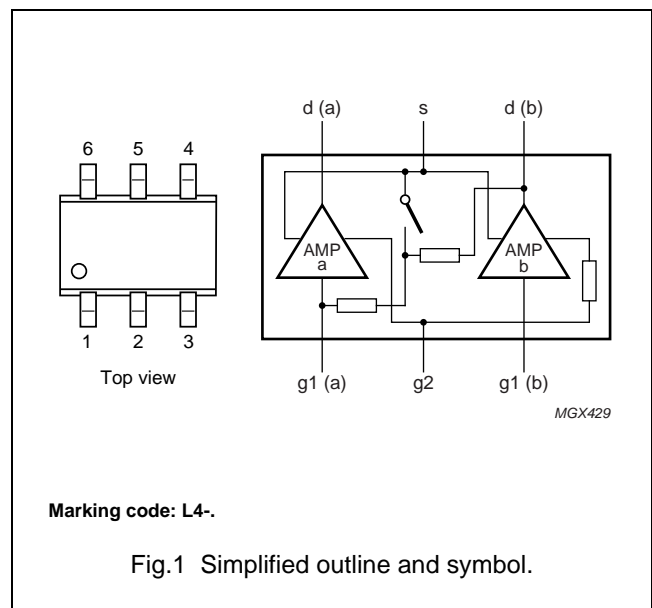 d (a) s d (b)
6 5 4
AMP
a
AMP
b
1 2 3
Top view
g1 (a) g2 g1 (b)
MGX429
Marking code: L4-.
Fig.1 Simplified outline and symbol.